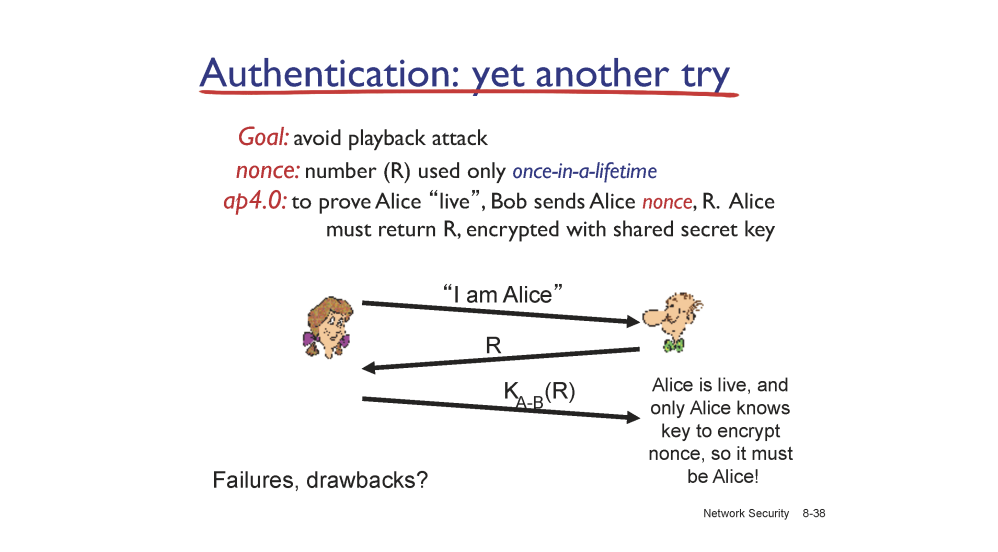 Authentication: yet another try
Goal: avoid playback attack
nonce: number (R) used only once-in-a-lifetime
ap4.0: to prove Alice “live”, Bob sends Alice nonce, R. Alice
must return R, encrypted with shared secret key
“I am Alice”
R
K A-B (R)
Alice is live, and
only Alice knows
key to encrypt
nonce, so it must
be Alice!
Failures, drawbacks?
Network Security 8-38